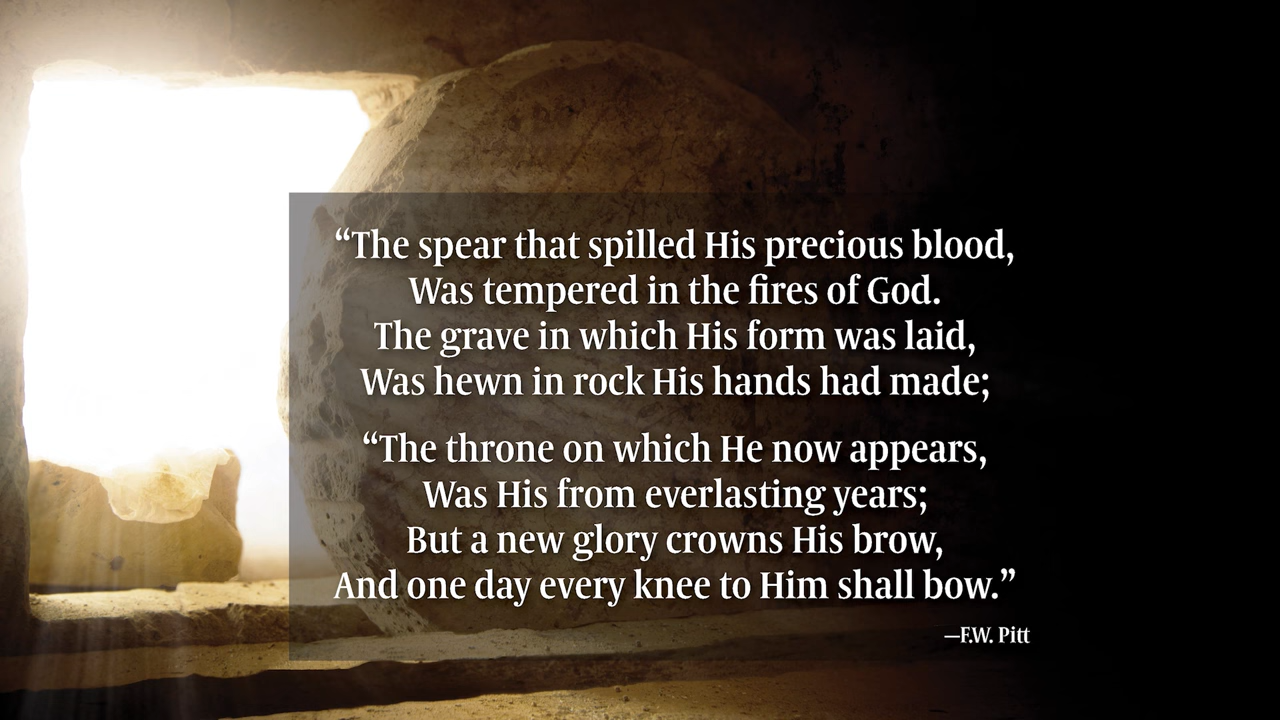 “The spear that spilled His precious blood,
Was tempered in the fires of God.
The grave in which His form was laid,
Was hewn in rock His hands had made;
“The throne on which He now appears,
Was His from everlasting years;
But a new glory crowns His brow,
And one day every knee to Him shall bow.”
—F.W. Pitt